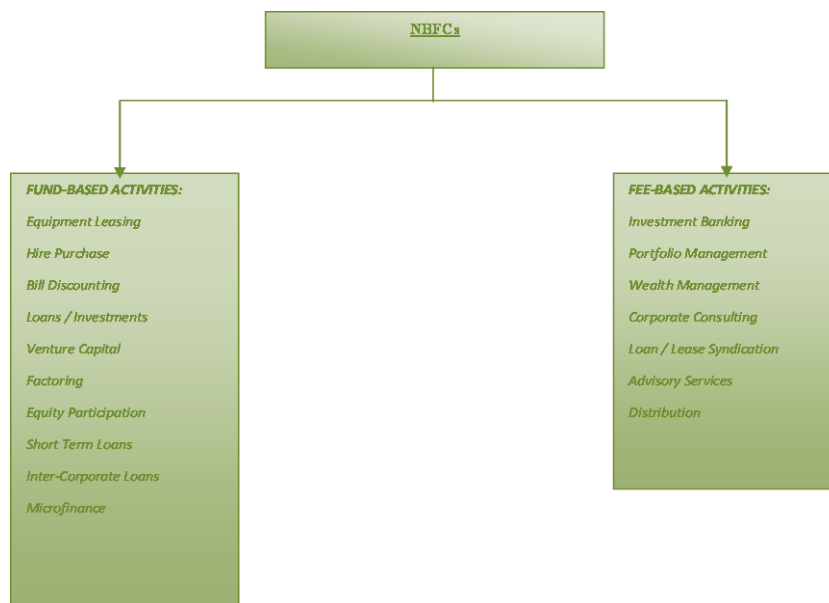 NBFCs
FUND-BASED ACTIVITIES:
Equipment Leasing
Hire Purchase
Bill Discounting
Loans / Investments
Venture Capital
Factoring
Equity Participation
Short Term Loans
Inter-Corporate Loans
Microfinance
FEE-BASED ACTIVITIES:
Investment Banking
Portfolio Management
Wealth Management
Corporate Consulting
Loan / Lease Syndication
Advisory Services
Distribution